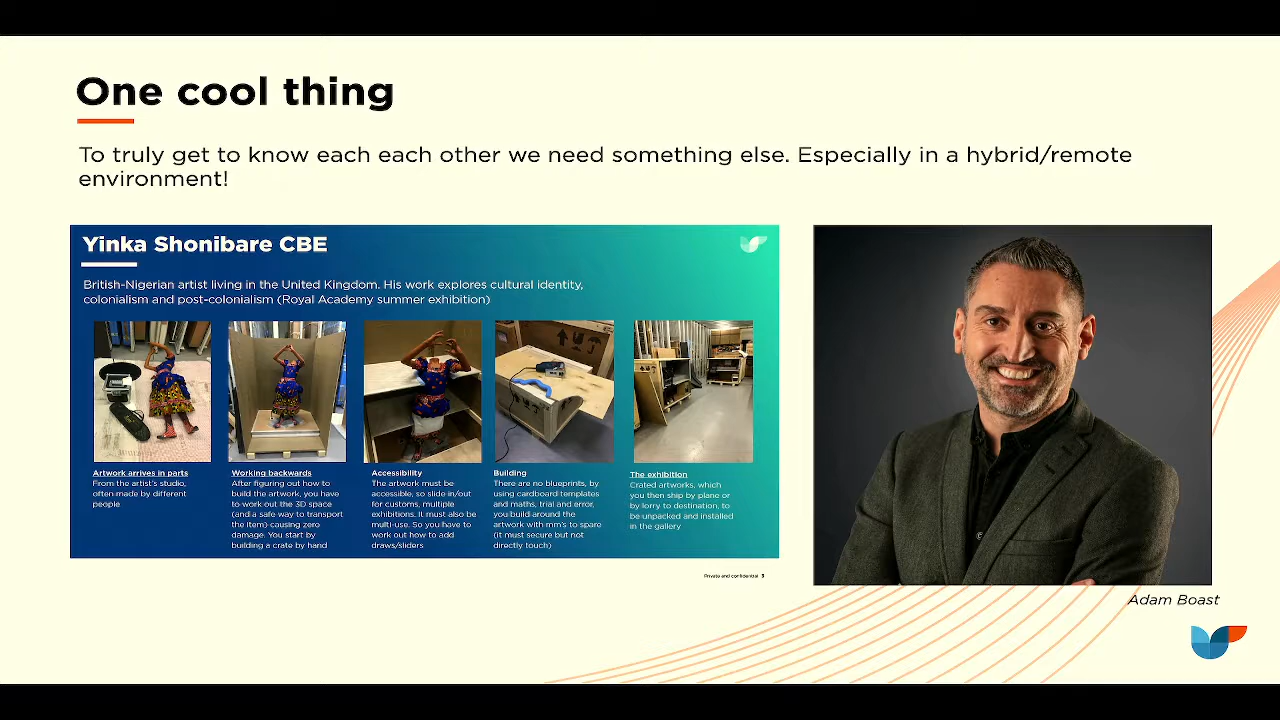 One cool thing
To truly get to know each each other we need something else. Especially in a hybrid/remote
environment!
Yinka Shonibare CBE
British-Nigerian artist living in the United Kingdom. His work explores cultural identity,
colonialism and post-colonialism (Royal Academy summer exhibition)
Artwork arrives in parts
From the artist's studio,
often made by different
people
Working backwards
After figuring out how to
build the artwork, you have
to work out the 3D space
(and a safe way to transport
the item) causing zero
damage. You start by
building a crate by hand
Accessibility
The artwork must be
accessible, so slide in/out
for customs, multiple
exhibitions. It must also be
multi-use. So you have to
work out how to add
draws/sliders
Building
There are no blueprints, by
using cardboard templates
and maths, trial and error,
you build around the
artwork with mm's to spare
(it must secure but not
directly touch)
The exhibition
Crated artworks, which
you then ship by plane or
by lorry to destination, to
be unpacked and installed
in the gallery
Private and confidential 3
Adam Boast